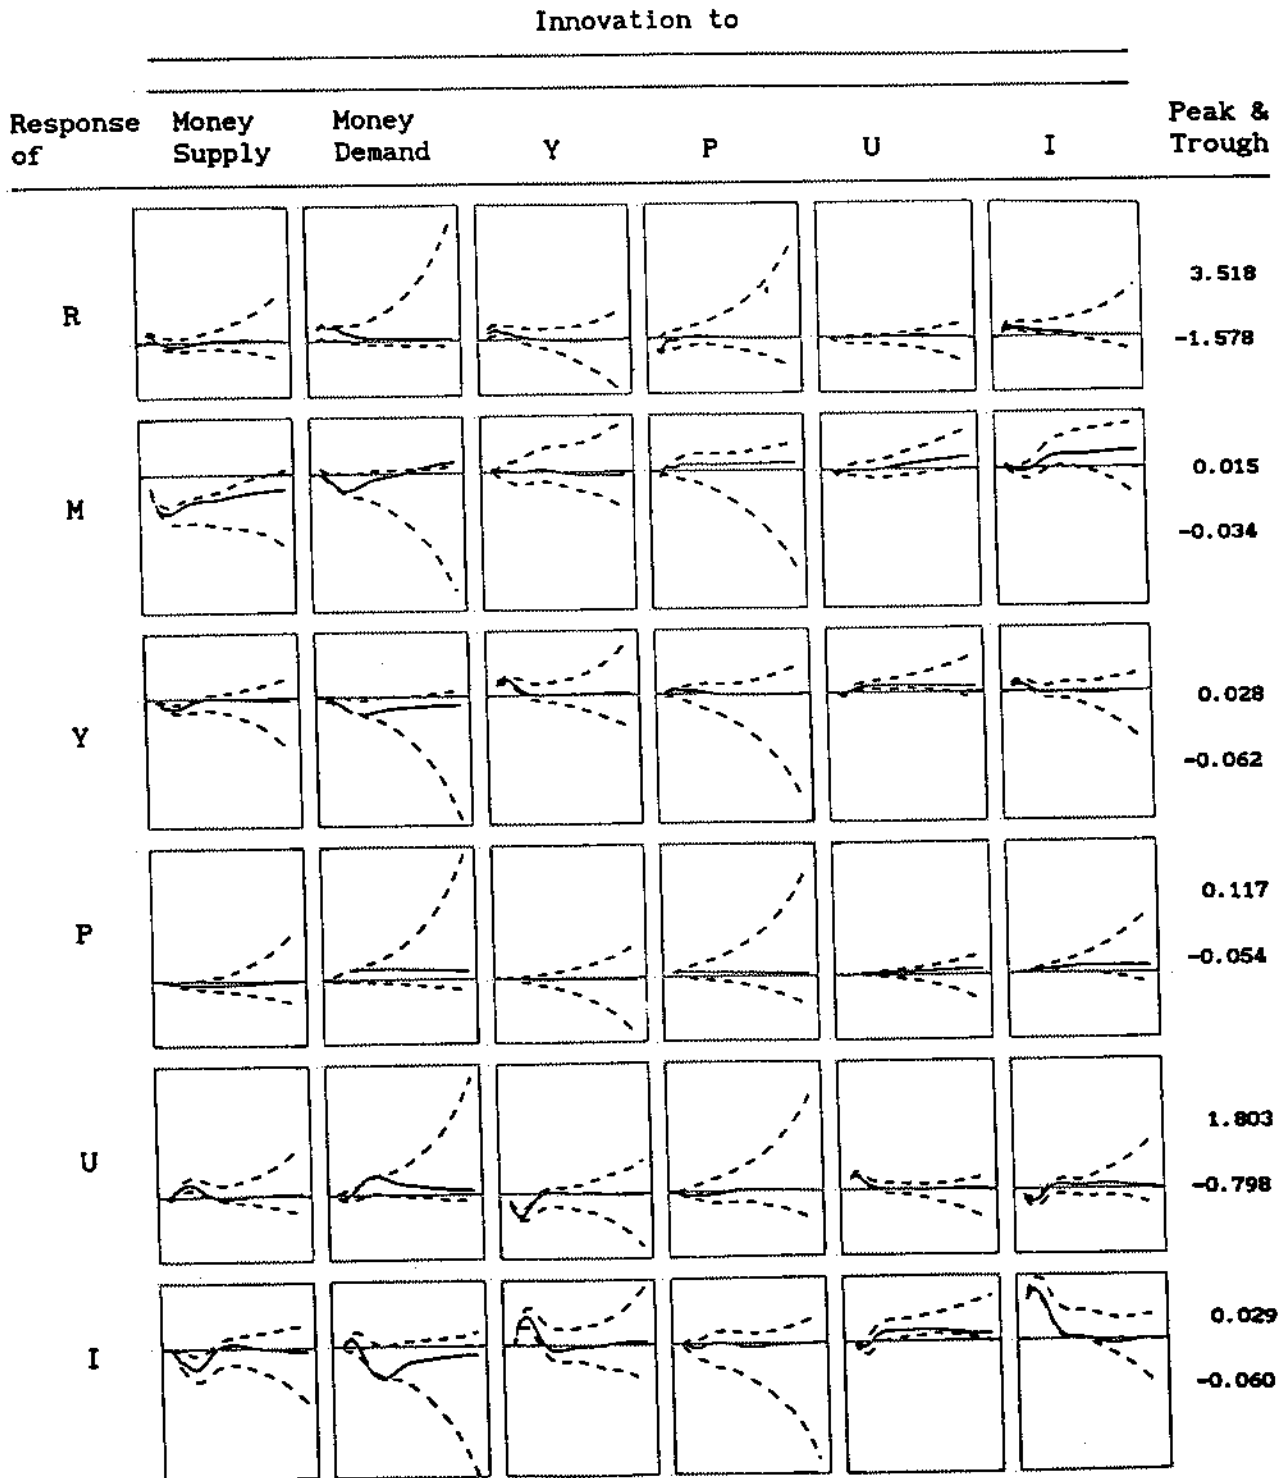 Innovation to
Response of Money Supply Money Demand Y P U I Peak & Trough
R 3.518 -1.578
M 0.015 -0.034
Y 0.028 -0.062
P 0.117 -0.054
U 1.803 -0.798
I 0.029 -0.060